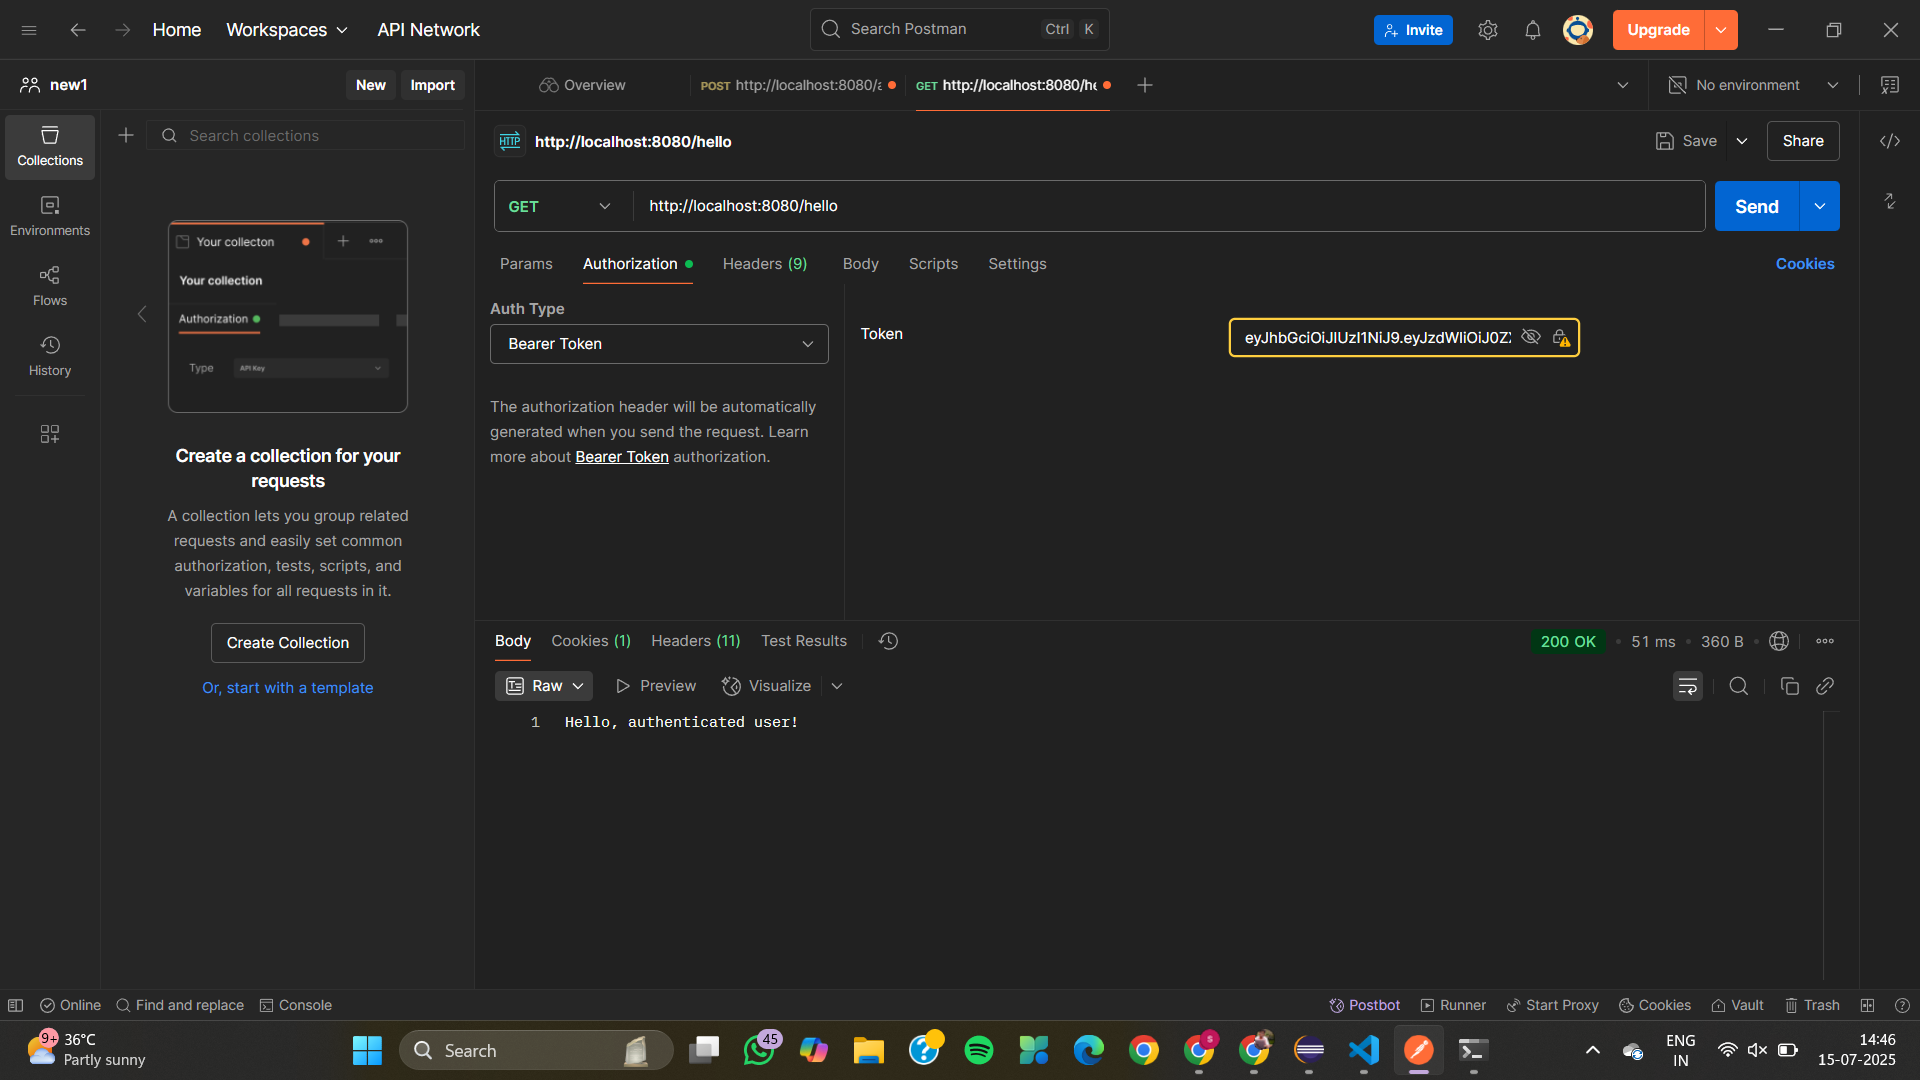 Home
Workspaces
API Network
Search Postman
Ctrl K
Invite
Upgrade
new1
New
Import
Overview
POST http://localhost:8080/a
GET http://localhost:8080/he
No environment
Search collections
HTTP
http://localhost:8080/hello
Save
Share
Collections
Environments
Flows
History
GET
http://localhost:8080/hello
Send
Params
Authorization
Headers (9)
Body
Scripts
Settings
Cookies
Your collecton
Your collection
Authorization
Type
API Key
Create a collection for your
requests
A collection lets you group related
requests and easily set common
authorization, tests, scripts, and
variables for all requests in it.
Create Collection
Or, start with a template
Auth Type
Bearer Token
The authorization header will be automatically
generated when you send the request. Learn
more about Bearer Token authorization.
Token
Body
Cookies (1)
Headers (11)
Test Results
200 OK
51 ms
360 B
Raw
Preview
Visualize
1 Hello, authenticated user!
Online
Find and replace
Console
Postbot
Runner
Start Proxy
Cookies
Vault
Trash
9+
36°C
Partly sunny
Search
45
S
ENG
IN
14:46
15-07-2025